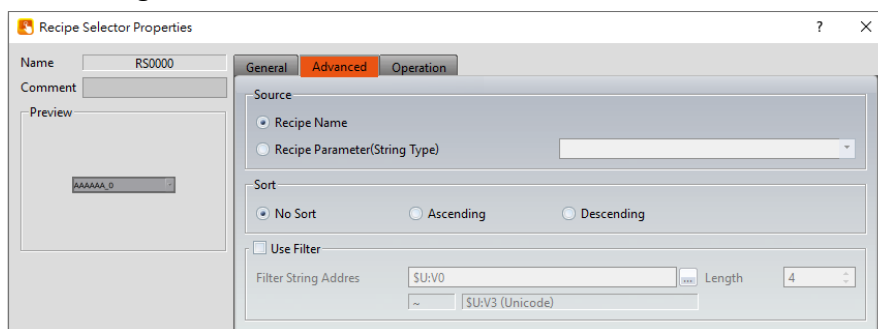 Recipe Selector Properties ? ×
Name RS0000
Comment
Preview
AAAAAA_0
General Advanced Operation
Source
Recipe Name
Recipe Parameter(String Type)
Sort
No Sort Ascending Descending
Use Filter
Filter String Addres $U:V0 ... Length 4
~ $U:V3 (Unicode)